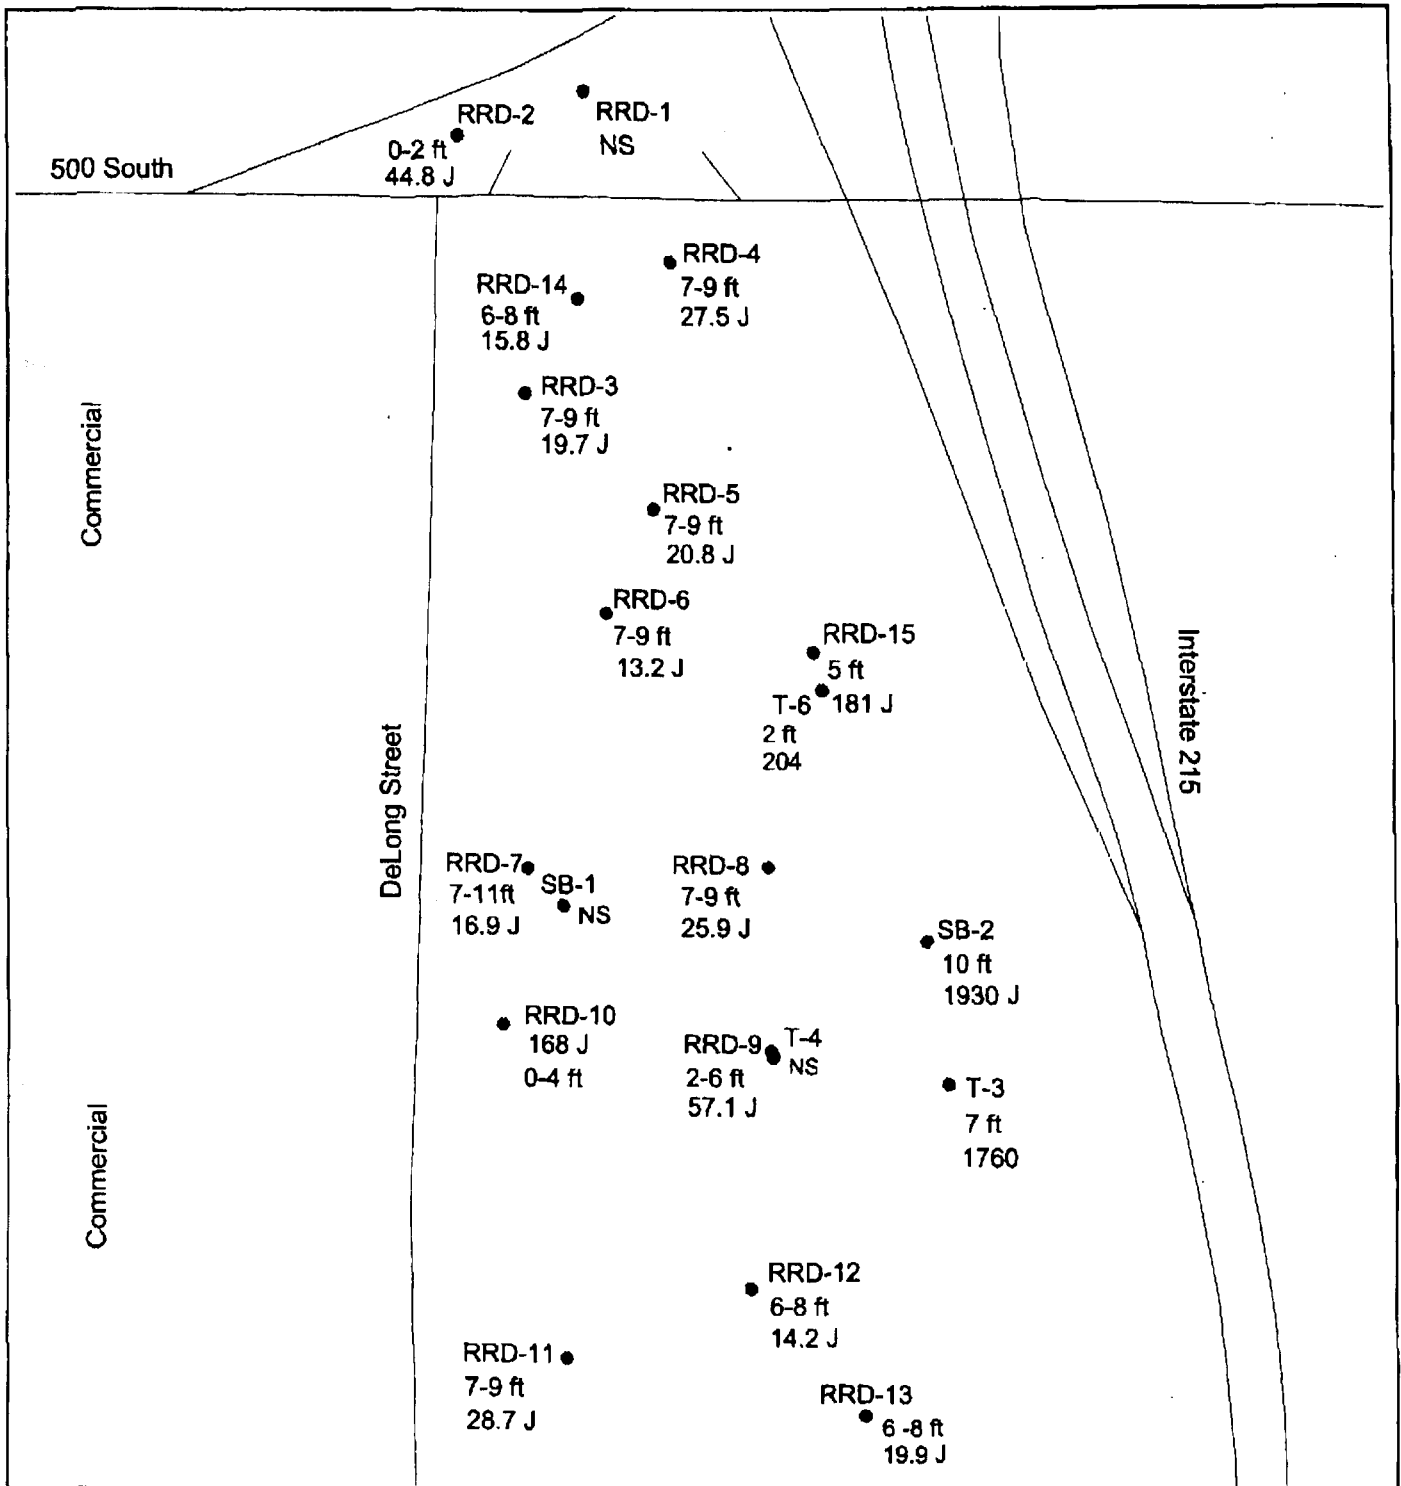 RRD-2
RRD-1
0-2 ft
NS
44.8 J
500 South
RRD-4
7-9 ft
27.5 J
RRD-14
6-8 ft
15.8 J
RRD-3
7-9 ft
19.7 J
Commercial
RRD-5
7-9 ft
20.8 J
RRD-6
7-9 ft
13.2 J
RRD-15
5 ft
181 J
T-6
2 ft
204
Interstate 215
DeLong Street
RRD-7
7-11ft
16.9 J
SB-1
NS
RRD-8
7-9 ft
25.9 J
SB-2
10 ft
1930 J
RRD-10
168 J
0-4 ft
RRD-9
2-6 ft
57.1 J
T-4
NS
T-3
7 ft
1760
Commercial
RRD-12
6-8 ft
14.2 J
RRD-11
7-9 ft
28.7 J
RRD-13
6 -8 ft
19.9 J